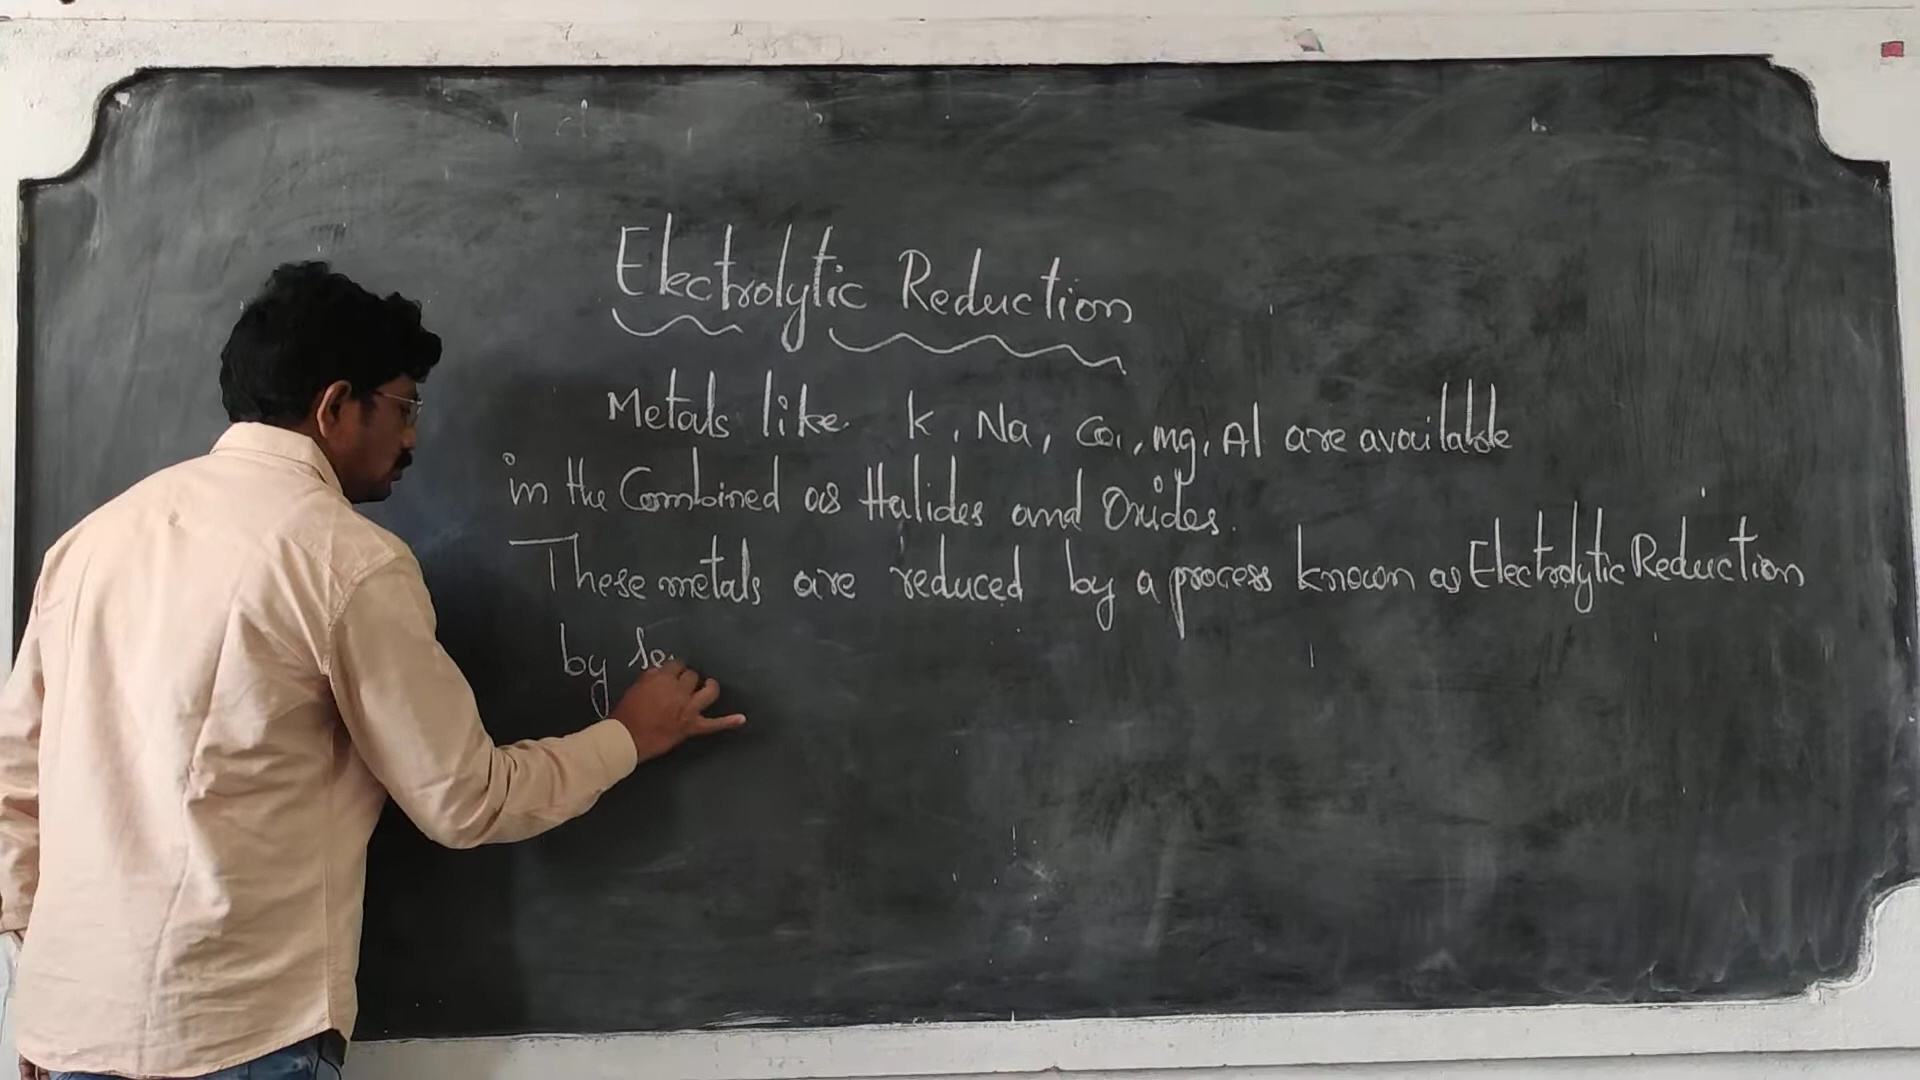 Electrolytic Reduction
Metals like K, Na, Ca, mg, Al are available
in the Combined as Halides and Oxides.
These metals are reduced by a process known as Electrolytic Reduction
by